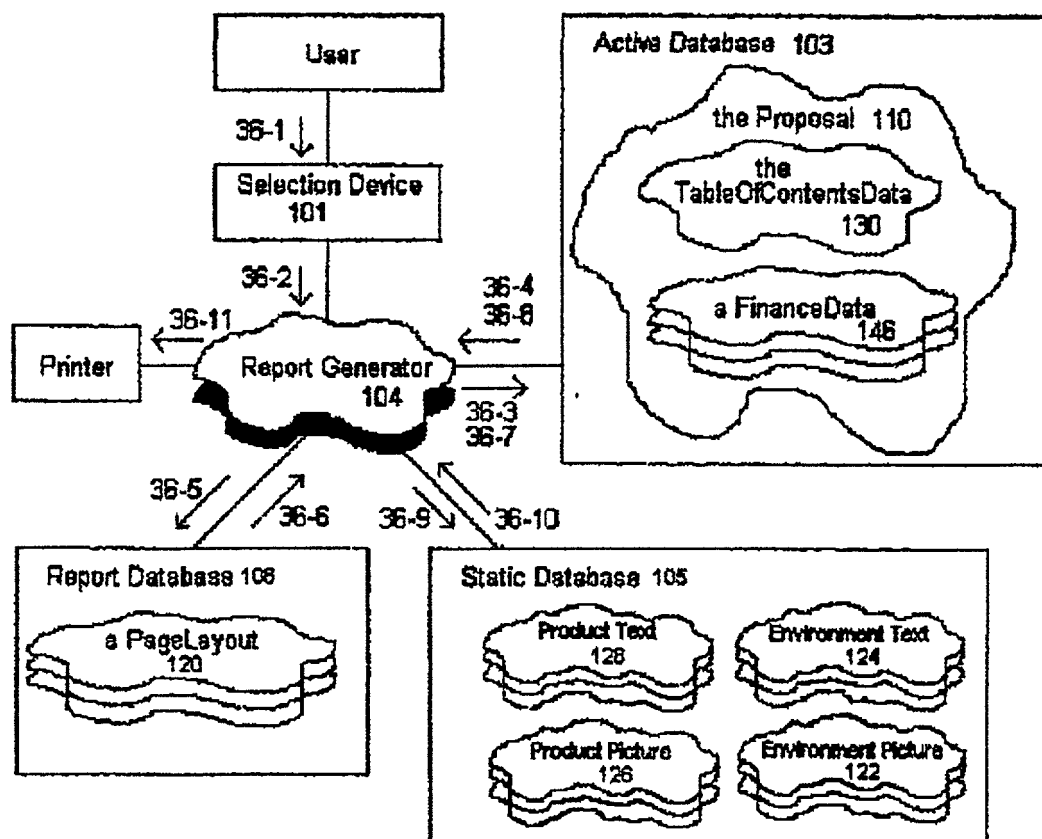 User
36-1
Selection Device
101
36-2
36-11
Printer
Report Generator
104
36-4
36-8
36-3
36-7
Active Database 103
the Proposal 110
the
TableOfContentsData
130
a FinanceData
146
36-5
36-6
36-9
36-10
Report Database 106
a PageLayout
120
Static Database 105
Product Text
128
Environment Text
124
Product Picture
126
Environment Picture
122